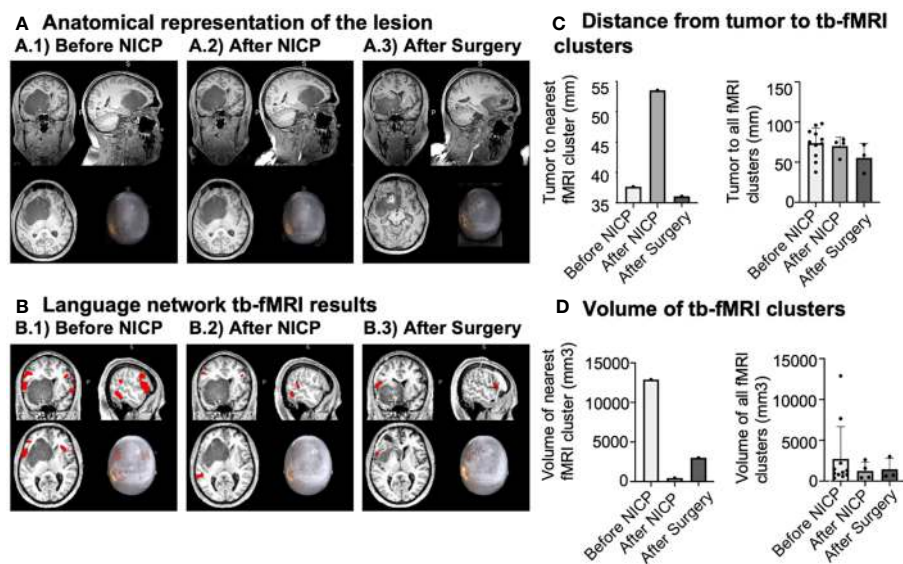 A Anatomical representation of the lesion
A.1) Before NICP
A.2) After NICP
A.3) After Surgery
S
P
S
P
S
P
B Language network tb-fMRI results
B.1) Before NICP
B.2) After NICP
B.3) After Surgery
S
P
S
P
S
P
C Distance from tumor to tb-fMRI
clusters
Tumor to nearest
fMRI cluster (mm)
55
50
45
40
35
Before NICP
After NICP
After Surgery
Tumor to all fMRI
clusters (mm)
150
100
50
0
Before NICP
After NICP
After Surgery
D Volume of tb-fMRI clusters
Volume of nearest
fMRI cluster (mm3)
15000
10000
5000
0
Before NICP
After NICP
After Surgery
Volume of all fMRI
clusters (mm3)
15000
10000
5000
0
Before NICP
After NICP
After Surgery